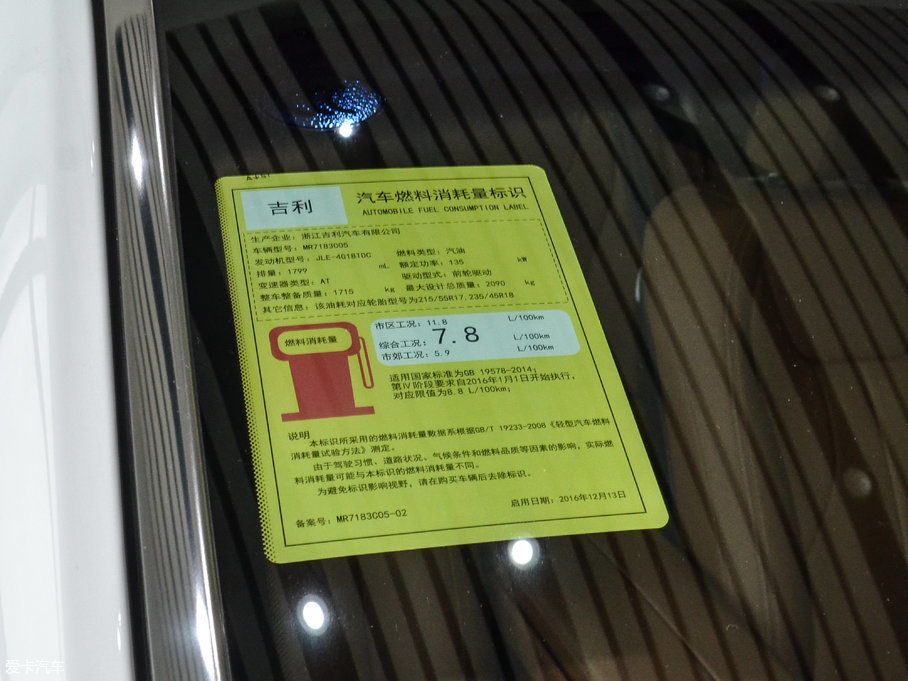 吉利
汽车燃料消耗量标识
AUTOMOBILE FUEL CONSUMPTION LABEL
生产企业：浙江吉利汽车有限公司
车辆型号：MR7183C05
发动机型号：JLE-4G18TDC 燃料类型：汽油
排量：1799 mL 额定功率：135 kW
变速器类型：AT 驱动型式：前轮驱动
整车整备质量：1715 kg 最大设计总质量：2090 kg
其它信息：该油耗对应轮胎型号为215/55R17,235/45R18
燃料消耗量
市区工况：11.8 L/100km
综合工况：7.8 L/100km
市郊工况：5.9 L/100km
适用国家标准为GB 19578-2014；
第Ⅳ阶段要求自2016年1月1日开始执行，
对应限值为8.8 L/100km；
说明
本标识所采用的燃料消耗量数据系根据GB/T 19233-2008《轻型汽车燃料
消耗量试验方法》测定。
由于驾驶习惯、道路状况、气候条件和燃料品质等因素的影响，实际燃
料消耗量可能与本标识的燃料消耗量不同。
为避免标识影响视野，请在购买车辆后去除标识。
备案号：MR7183C05-02 启用日期：2016年12月13日
爱卡汽车